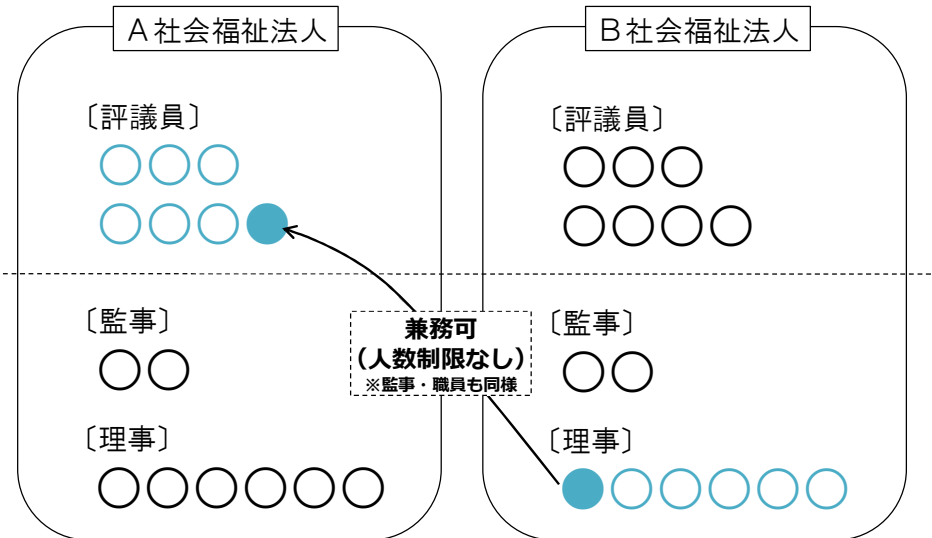 A社会福祉法人
B社会福祉法人
〔評議員〕
〔評議員〕
〔監事〕
〔監事〕
兼務可
(人数制限なし)
※監事・職員も同様
〔理事〕
〔理事〕